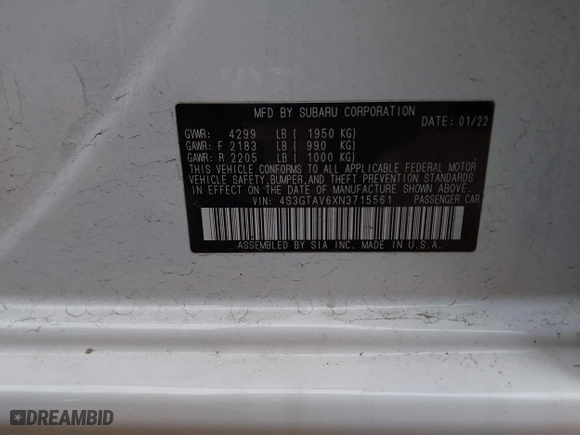 MFD BY SUBARU CORPORATION
DATE: 01/22
GVWR: 4299 LB ( 1950 KG)
GAWR: F 2183 LB ( 990 KG)
GAWR: R 2205 LB ( 1000 KG)
THIS VEHICLE CONFORMS TO ALL APPLICABLE FEDERAL MOTOR
VEHICLE SAFETY,BUMPER,AND THEFT PREVENTION STANDARDS
IN EFFECT ON THE DATE OF MANUFACTURE SHOWN ABOVE.
VIN: 4S3GTAV6XN3715561 PASSENGER CAR
ASSEMBLED BY SIA INC. MADE IN U.S.A.
DREAMBID